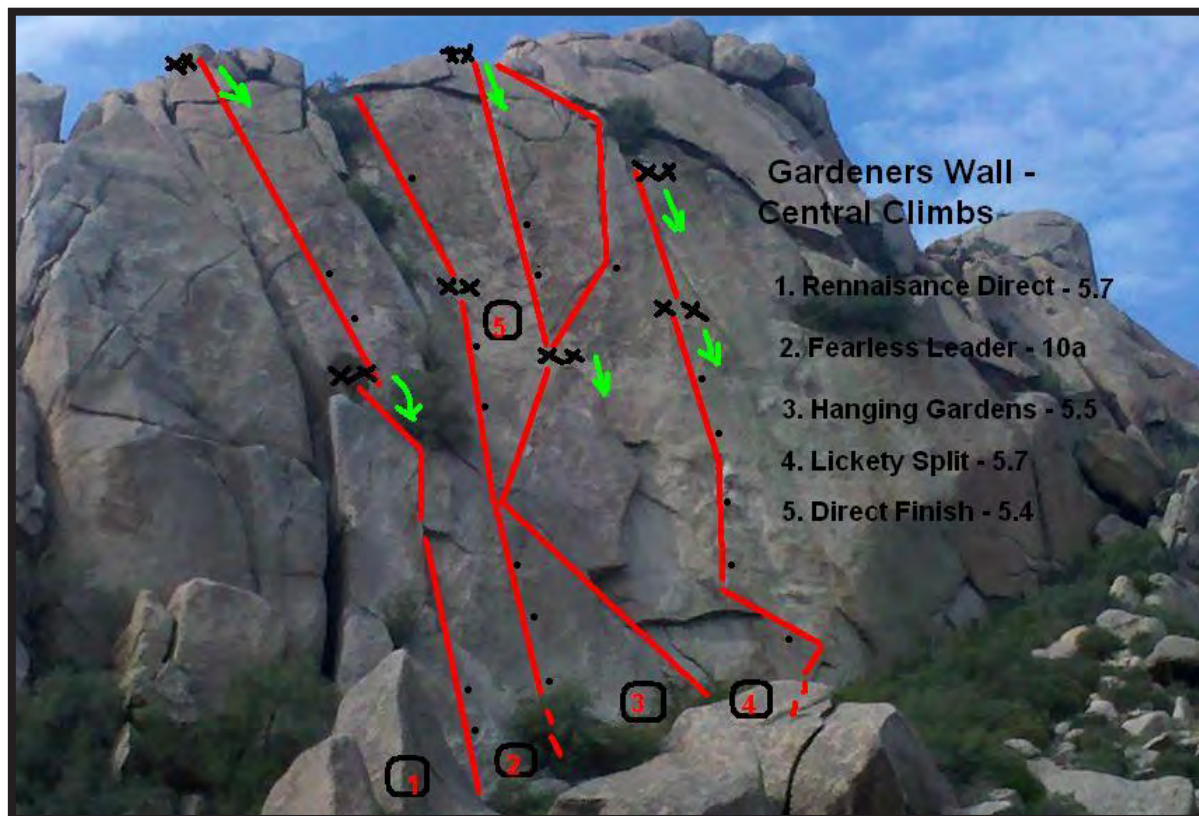 Gardeners Wall -
Central Climbs
1. Rennaisance Direct - 5.7
2. Fearless Leader - 10a
3. Hanging Gardens - 5.5
4. Lickety Split - 5.7
5. Direct Finish - 5.4
5
3
4
2
1